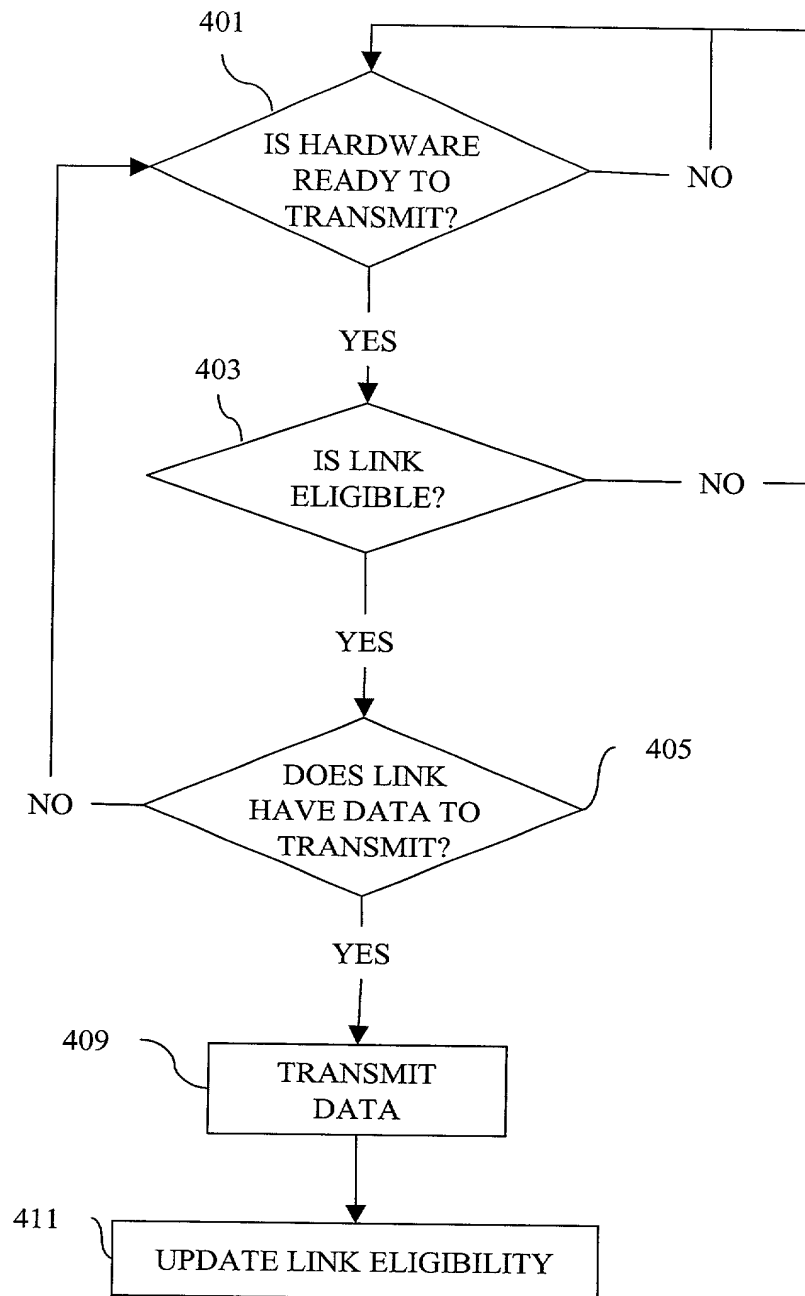 401
IS HARDWARE
READY TO
TRANSMIT?
NO
YES
403
IS LINK
ELIGIBLE?
NO
YES
405
DOES LINK
HAVE DATA TO
TRANSMIT?
NO
YES
409
TRANSMIT
DATA
411
UPDATE LINK ELIGIBILITY